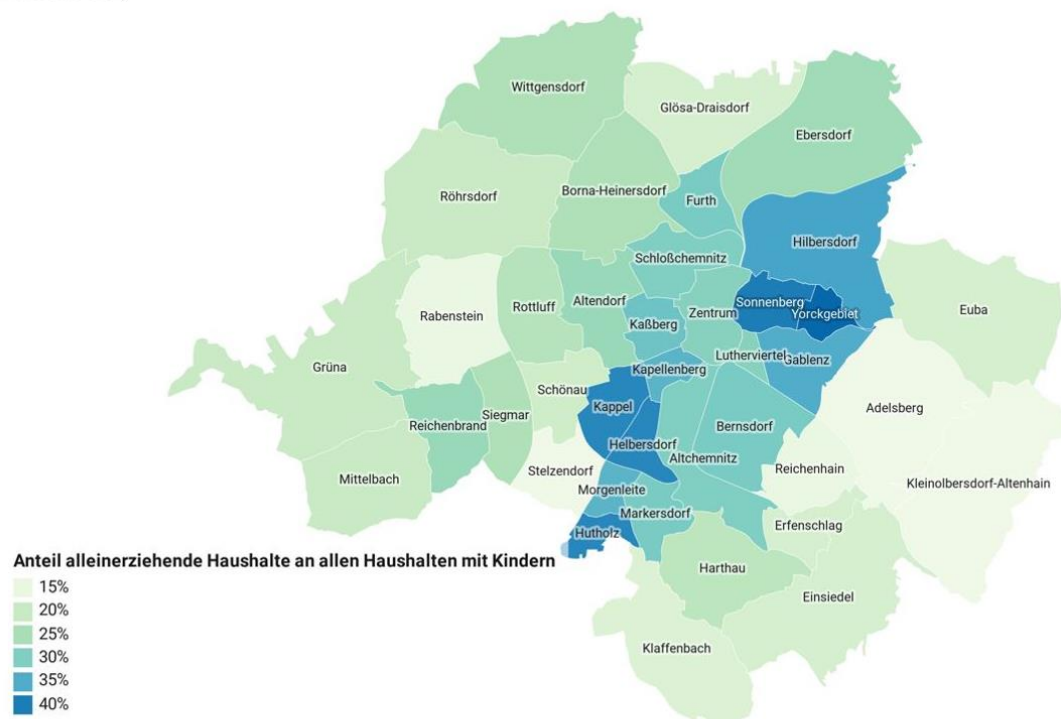 Wittgensdorf
Glösa-Draisdorf
Ebersdorf
Röhrsdorf
Borna-Heinersdorf
Furth
Hilbersdorf
Schloßchemnitz
Rabenstein
Rottluff
Altendorf
Sonnenberg
Yorckgebiet
Euba
Kaßberg
Zentrum
Grüna
Lutherviertel
Gablenz
Kapellenberg
Schönau
Kappel
Adelsberg
Siegmar
Reichenbrand
Bernsdorf
Helbersdorf
Altchemnitz
Reichenhain
Mittelbach
Stelzendorf
Kleinolbersdorf-Altenhain
Morgenleite
Markersdorf
Erfenschlag
Hutholz
Harthau
Einsiedel
Klaffenbach
Anteil alleinerziehende Haushalte an allen Haushalten mit Kindern
15%
20%
25%
30%
35%
40%